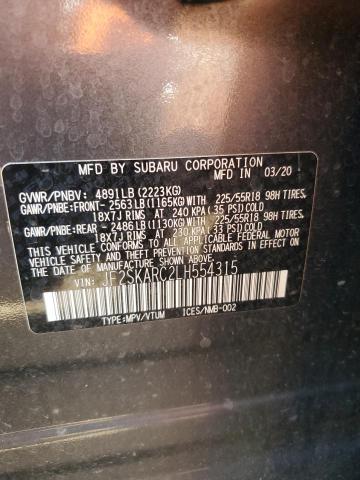 MFD BY SUBARU CORPORATION IN 03/20
GVWR/PNBV: 4891LB (2223KG)
GAWR/PNBE:FRONT- 2563LB (1165KG) WITH 225/55R18 98H TIRES,
18X7J RIMS AT 240 KPA (35 PSI) COLD
GAWR/PNBE:REAR - 2486LB (1130KG) WITH 225/55R18 98H TIRES,
18X7J RIMS AT 230 KPA (33 PSI) COLD
THIS VEHICLE CONFORMS TO ALL APPLICABLE FEDERAL
MOTOR VEHICLE SAFETY, BUMPER, AND THEFT PREVENTION
STANDARDS IN EFFECT ON THE DATE OF MANUFACTURE
SHOWN ABOVE.
VIN: JF2SKARC2LH554315
TYPE:MPV/VTUM ICES/NMB-002